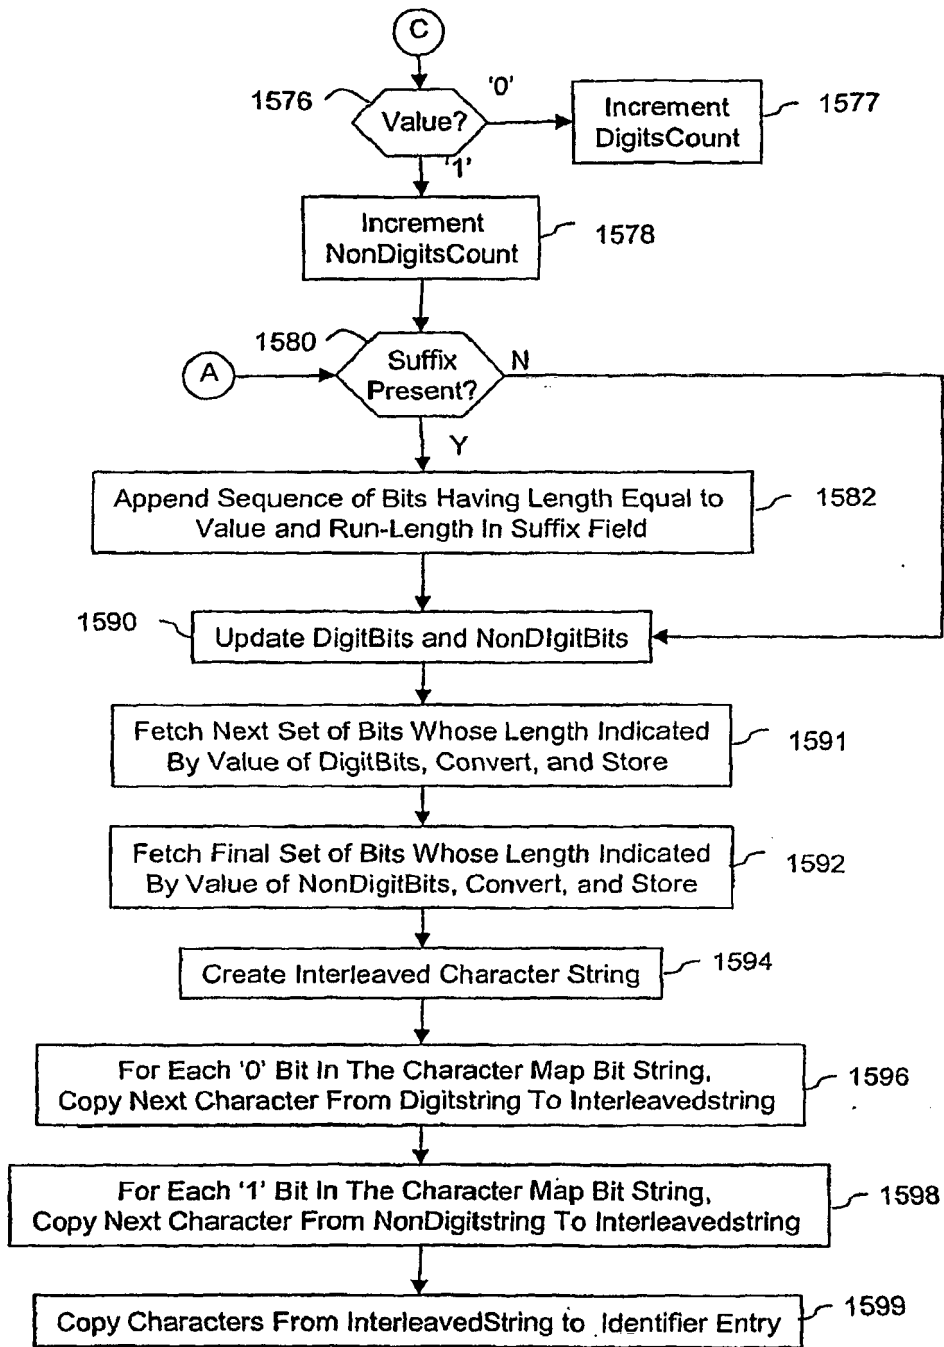 C
1576
Value?
'0'
Increment
DigitsCount
1577
'1'
Increment
NonDigitsCount
1578
1580
A
Suffix
Present?
N
Y
Append Sequence of Bits Having Length Equal to
Value and Run-Length In Suffix Field
1582
1590
Update DigitBits and NonDIgitBits
Fetch Next Set of Bits Whose Length Indicated
By Value of DigitBits, Convert, and Store
1591
Fetch Final Set of Bits Whose Length Indicated
By Value of NonDigitBits, Convert, and Store
1592
Create Interleaved Character String
1594
For Each '0' Bit In The Character Map Bit String,
Copy Next Character From Digitstring To Interleavedstring
1596
For Each '1' Bit In The Character Map Bit String,
Copy Next Character From NonDigitstring To Interleavedstring
1598
Copy Characters From InterleavedString to Identifier Entry
1599